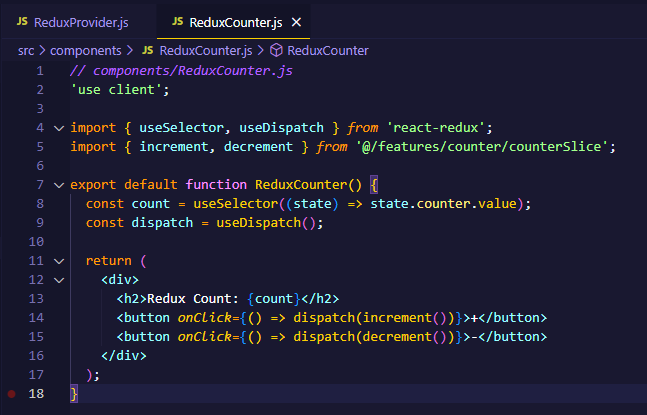 JS ReduxProvider.js JS ReduxCounter.js ×
src > components > JS ReduxCounter.js > ReduxCounter
1 // components/ReduxCounter.js
2 'use client';
3
4 import { useSelector, useDispatch } from 'react-redux';
5 import { increment, decrement } from '@/features/counter/counterSlice';
6
7 export default function ReduxCounter() {
8   const count = useSelector((state) => state.counter.value);
9   const dispatch = useDispatch();
10
11   return (
12     <div>
13       <h2>Redux Count: {count}</h2>
14       <button onClick={() => dispatch(increment())}>+</button>
15       <button onClick={() => dispatch(decrement())}>-</button>
16     </div>
17   );
18 }